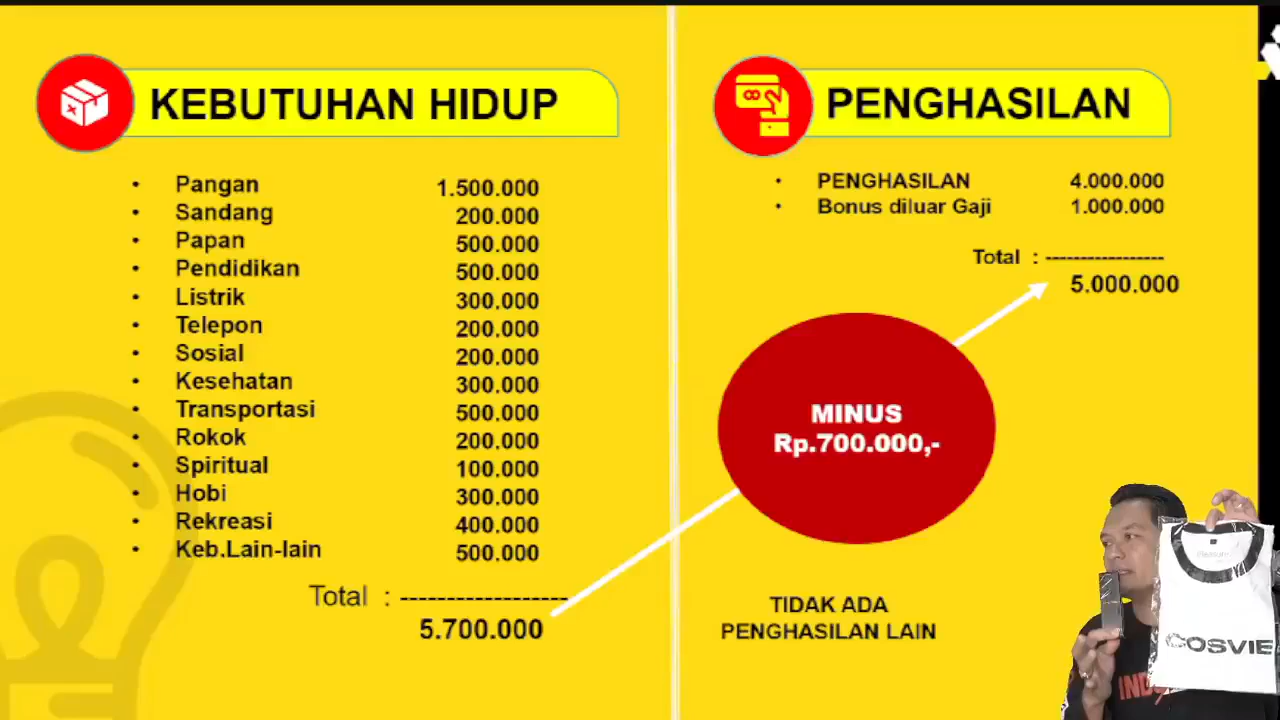 KEBUTUHAN HIDUP
• Pangan 1.500.000
• Sandang 200.000
• Papan 500.000
• Pendidikan 500.000
• Listrik 300.000
• Telepon 200.000
• Sosial 200.000
• Kesehatan 300.000
• Transportasi 500.000
• Rokok 200.000
• Spiritual 100.000
• Hobi 300.000
• Rekreasi 400.000
• Keb.Lain-lain 500.000
Total : ------------------
5.700.000
PENGHASILAN
• PENGHASILAN 4.000.000
• Bonus diluar Gaji 1.000.000
Total : -----------------
5.000.000
MINUS
Rp.700.000,-
TIDAK ADA
PENGHASILAN LAIN
COSVIE